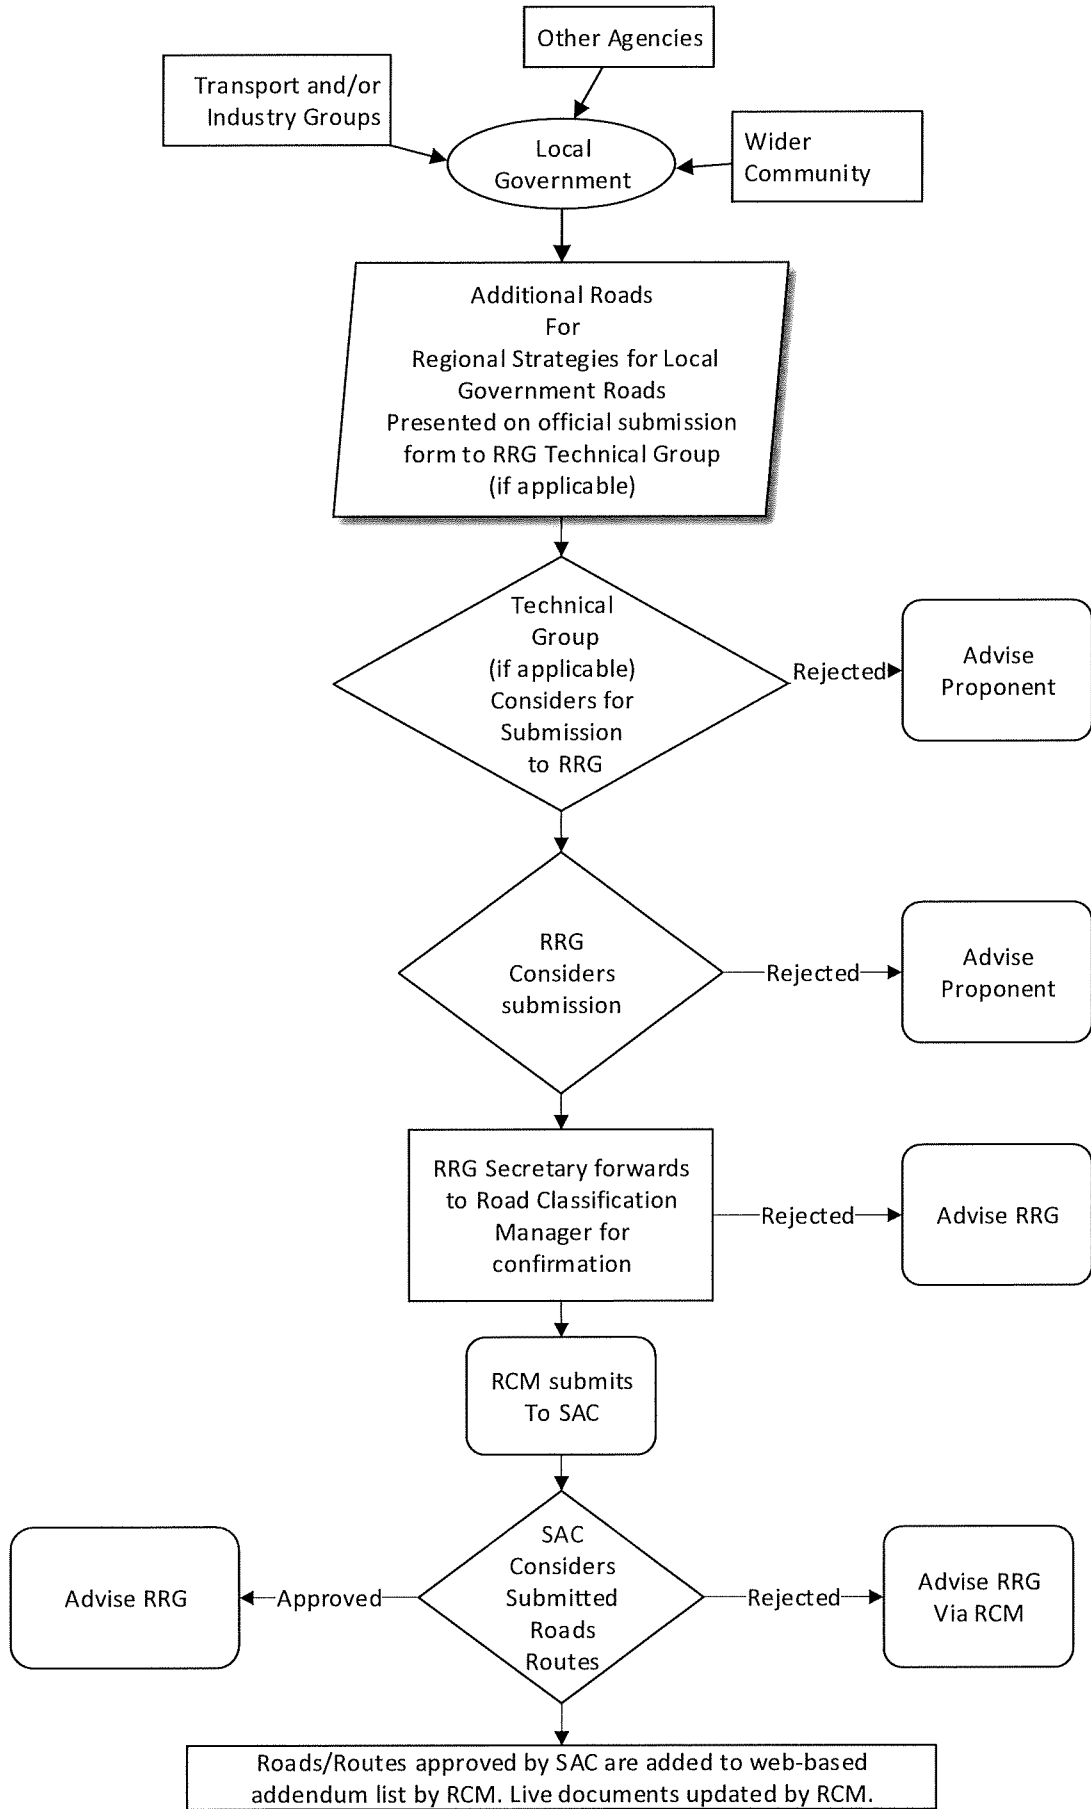 Other Agencies
Transport and/or
Industry Groups
Local
Government
Wider
Community
Additional Roads
For
Regional Strategies for Local
Government Roads
Presented on official submission
form to RRG Technical Group
(if applicable)
Technical
Group
(if applicable)
Considers for
Submission
to RRG
Rejected
Advise
Proponent
RRG
Considers
submission
Rejected
Advise
Proponent
RRG Secretary forwards
to Road Classification
Manager for
confirmation
Rejected
Advise RRG
RCM submits
To SAC
SAC
Considers
Submitted
Roads
Routes
Approved
Advise RRG
Rejected
Advise RRG
Via RCM
Roads/Routes approved by SAC are added to web-based
addendum list by RCM. Live documents updated by RCM.